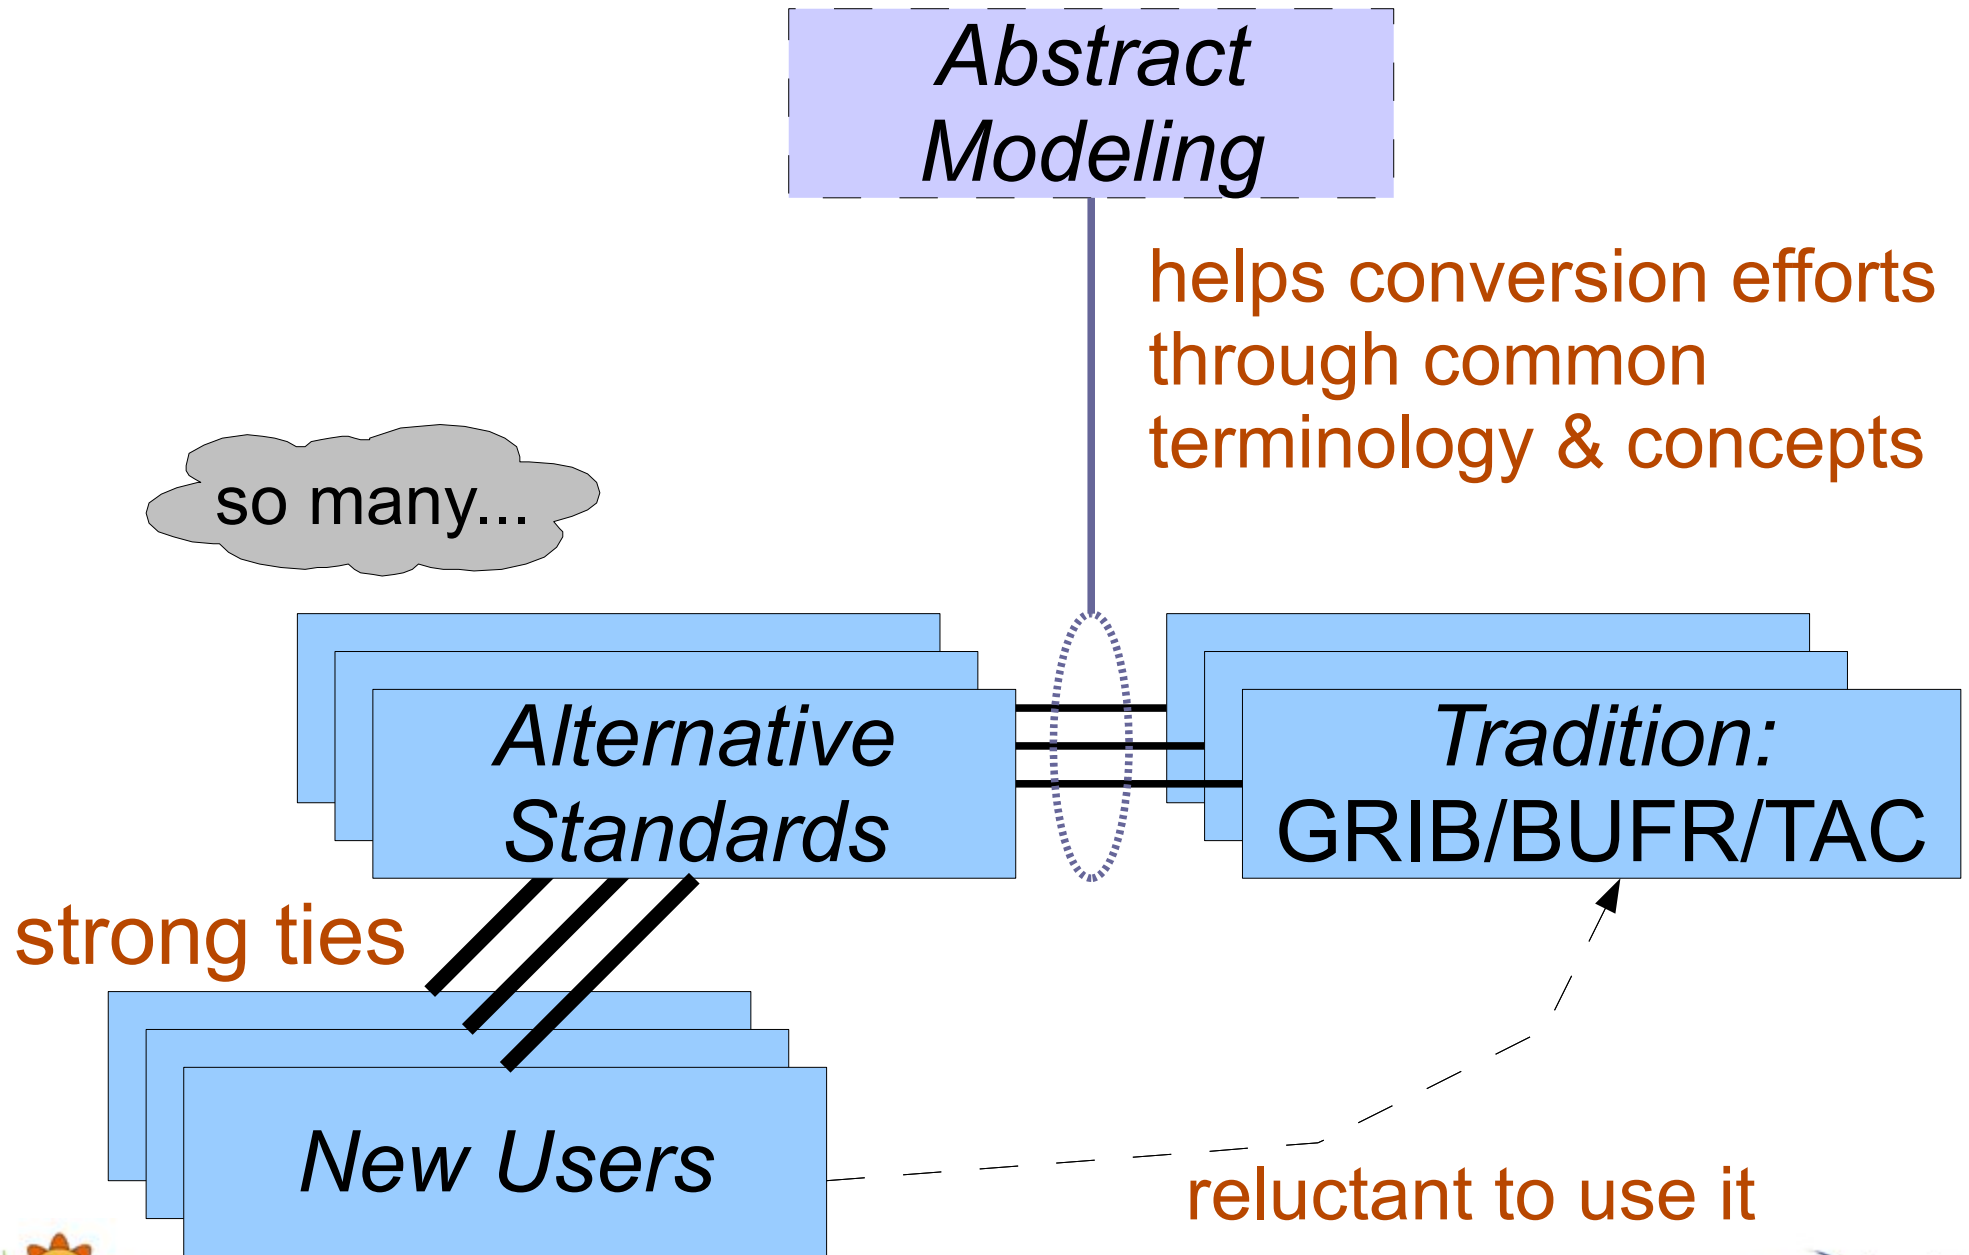 Abstract
Modeling
helps conversion efforts
through common
terminology & concepts
so many...
Alternative
Standards
Tradition:
GRIB/BUFR/TAC
strong ties
New Users
reluctant to use it